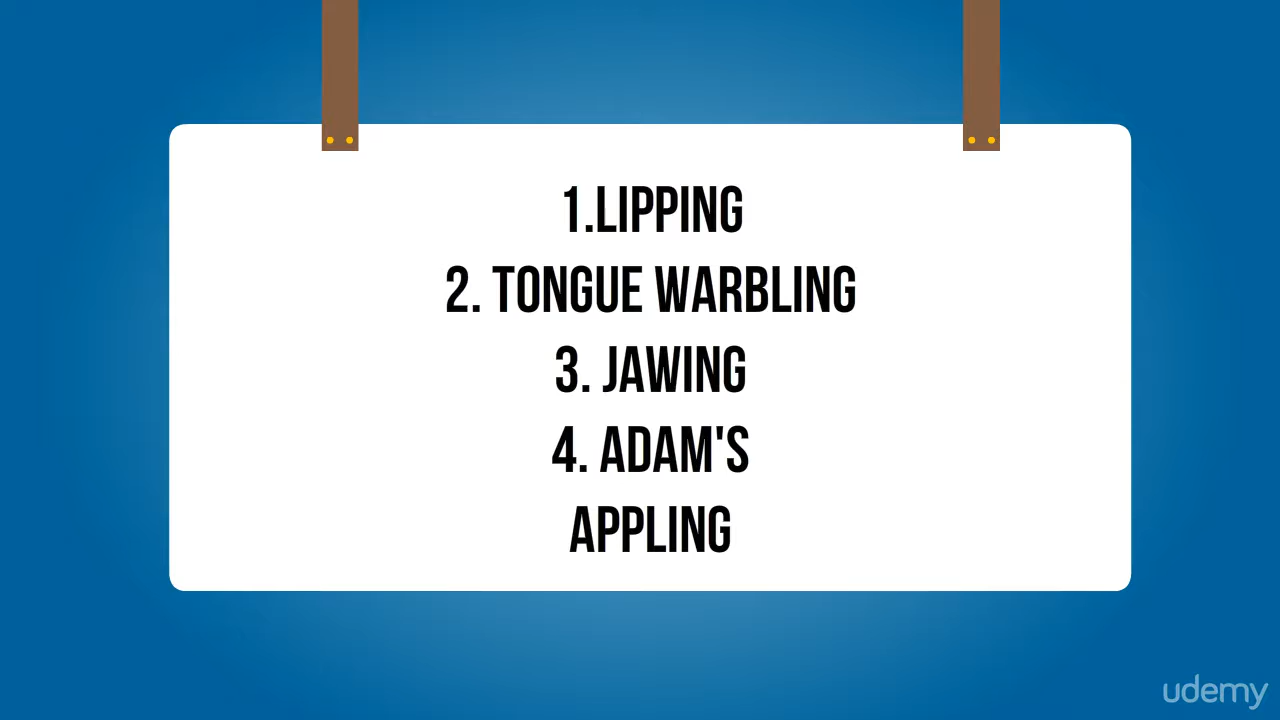 1.LIPPING
2. TONGUE WARBLING
3. JAWING
4. ADAM'S
APPLING
udemy